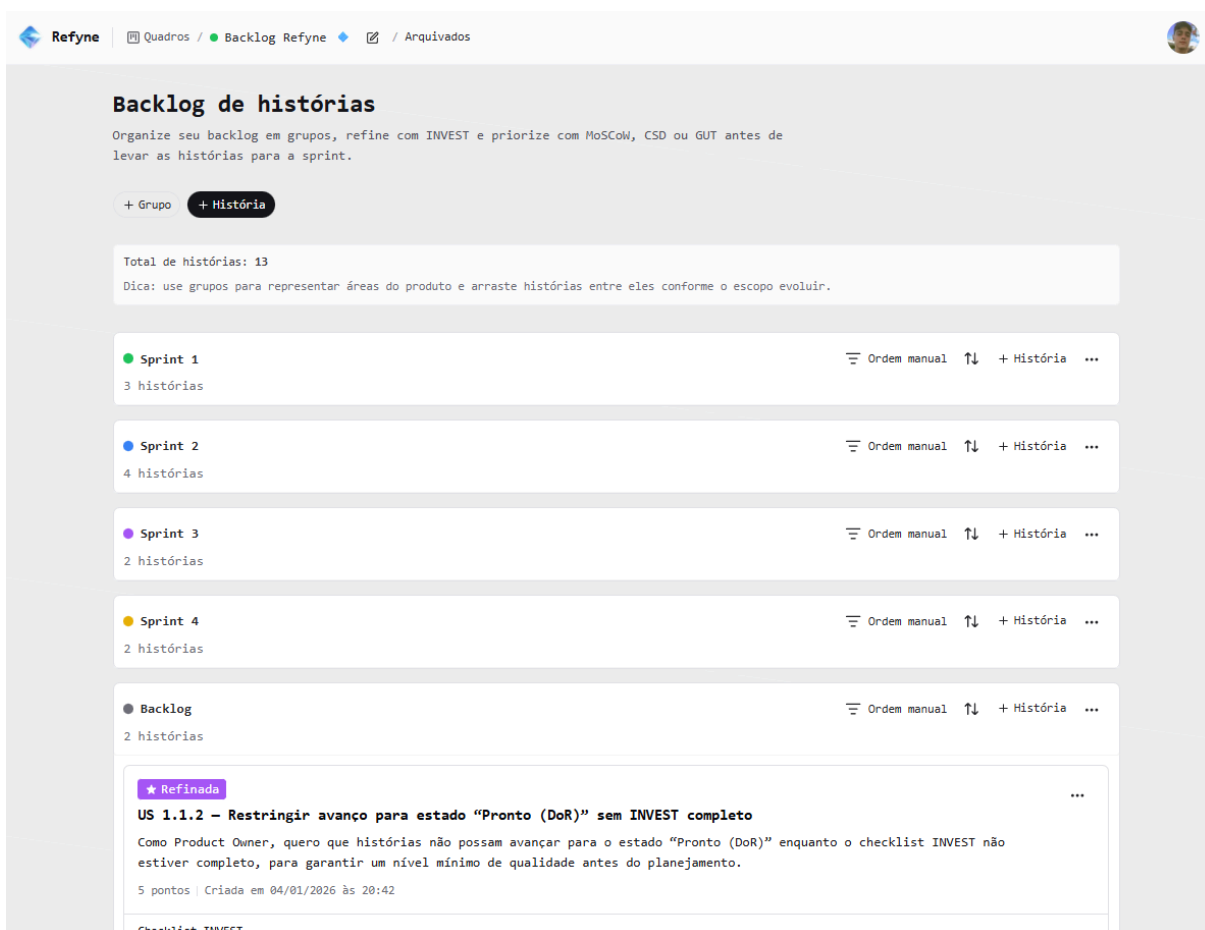 Refyne Quadros / Backlog Refyne / Arquivados
Backlog de histórias
Organize seu backlog em grupos, refine com INVEST e priorize com MoSCoW, CSD ou GUT antes de
levar as histórias para a sprint.
+ Grupo + História
Total de histórias: 13
Dica: use grupos para representar áreas do produto e arraste histórias entre eles conforme o escopo evoluir.
Sprint 1 Ordem manual + História ...
3 histórias
Sprint 2 Ordem manual + História ...
4 histórias
Sprint 3 Ordem manual + História ...
2 histórias
Sprint 4 Ordem manual + História ...
2 histórias
Backlog Ordem manual + História ...
2 histórias
★ Refinada ...
US 1.1.2 — Restringir avanço para estado “Pronto (DoR)” sem INVEST completo
Como Product Owner, quero que histórias não possam avançar para o estado “Pronto (DoR)” enquanto o checklist INVEST não
estiver completo, para garantir um nível mínimo de qualidade antes do planejamento.
5 pontos | Criada em 04/01/2026 às 20:42
Checklist INVEST